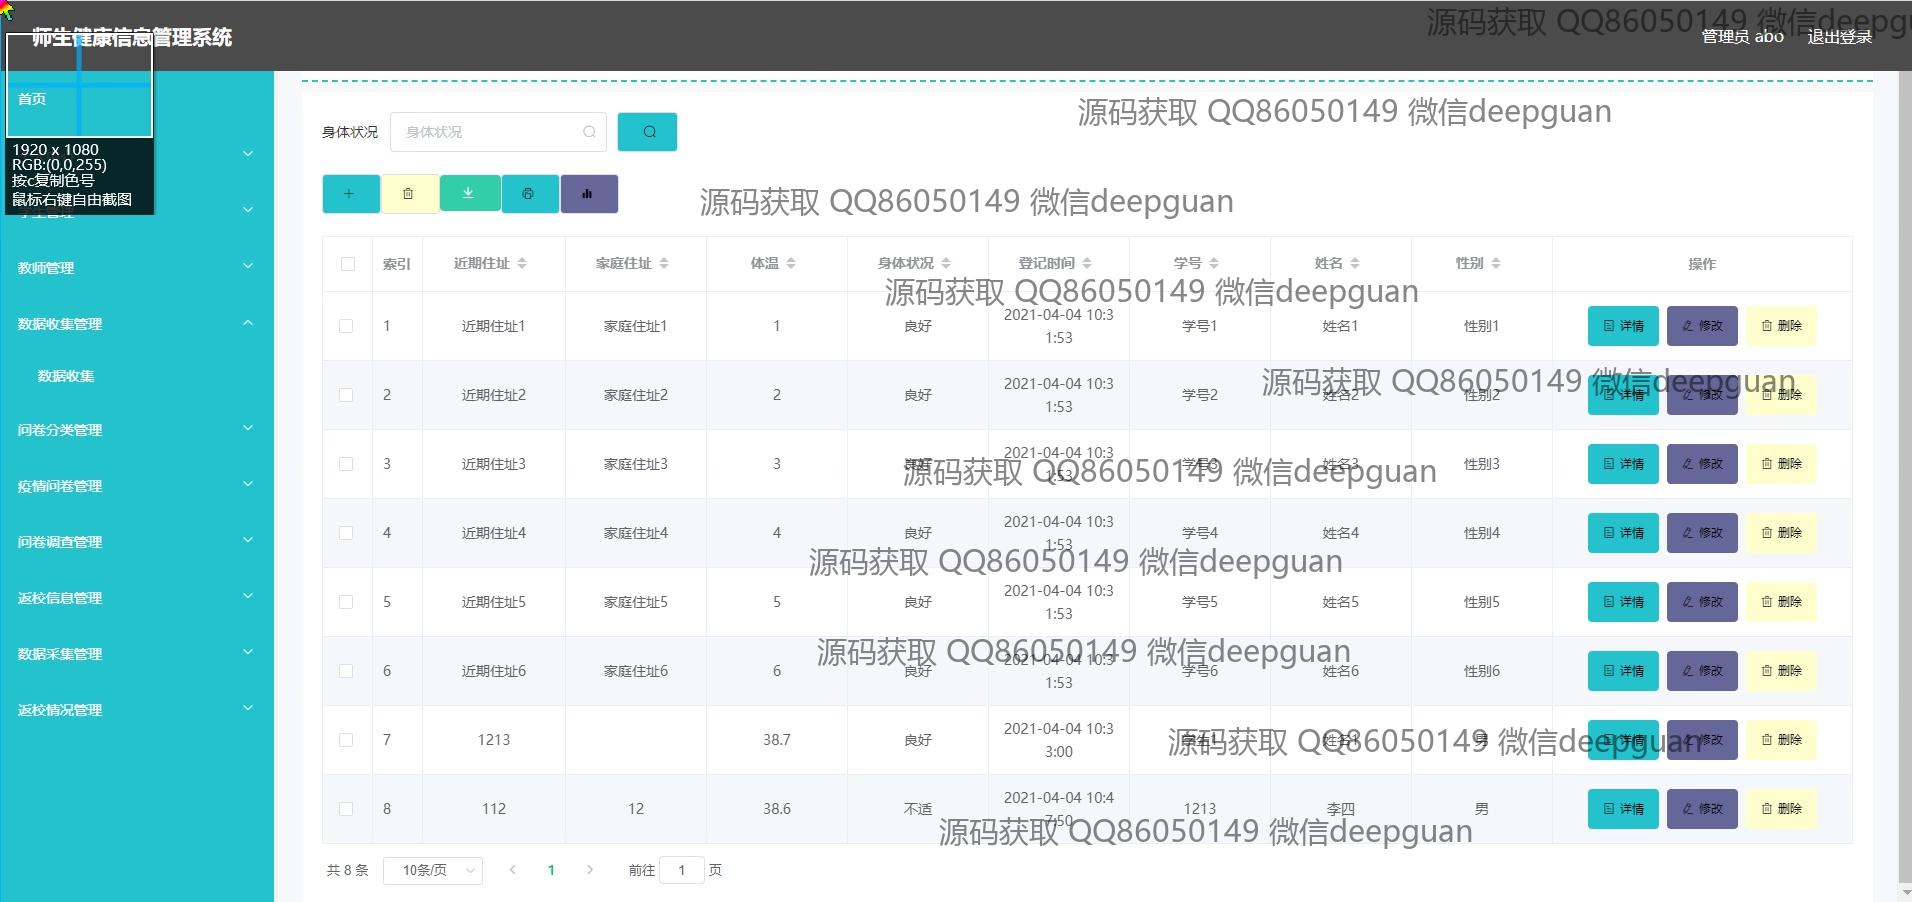 师生健康信息管理系统
源码获取 QQ86050149 微信deepgu
管理员 abo 退出登录
首页
1920 x 1080
RGB:(0,0,255)
按c复制色号
鼠标右键自由截图
教师管理
数据收集管理
数据收集
问卷分类管理
疫情问卷管理
问卷调查管理
返校信息管理
数据采集管理
返校情况管理
源码获取 QQ86050149 微信deepguan
身体状况 身体状况
源码获取 QQ86050149 微信deepguan
索引 近期住址 家庭住址 体温 身体状况 登记时间 学号 姓名 性别 操作
源码获取 QQ86050149 微信deepguan
1 近期住址1 家庭住址1 1 良好 2021-04-04 10:3 学号1 姓名1 性别1 详情 修改 删除
1:53
源码获取 QQ86050149 微信deepguan
2 近期住址2 家庭住址2 2 良好 2021-04-04 10:3 学号2 姓名2 性别2 详情 修改 删除
1:53
3 近期住址3 家庭住址3 3 良好 2021-04-04 10:3 学号3 姓名3 性别3 详情 修改 删除
1:53
源码获取 QQ86050149 微信deepguan
4 近期住址4 家庭住址4 4 良好 2021-04-04 10:3 学号4 姓名4 性别4 详情 修改 删除
1:53
源码获取 QQ86050149 微信deepguan
5 近期住址5 家庭住址5 5 良好 2021-04-04 10:3 学号5 姓名5 性别5 详情 修改 删除
1:53
源码获取 QQ86050149 微信deepguan
6 近期住址6 家庭住址6 6 良好 2021-04-04 10:3 学号6 姓名6 性别6 详情 修改 删除
1:53
7 1213 38.7 良好 2021-04-04 10:3 姓名1 男 详情 修改 删除
3:00
源码获取 QQ86050149 微信deepguan
8 112 12 38.6 不适 2021-04-04 10:4 1213 李四 男 详情 修改 删除
7:50
源码获取 QQ86050149 微信deepguan
共 8 条 10条/页 1 前往 1 页